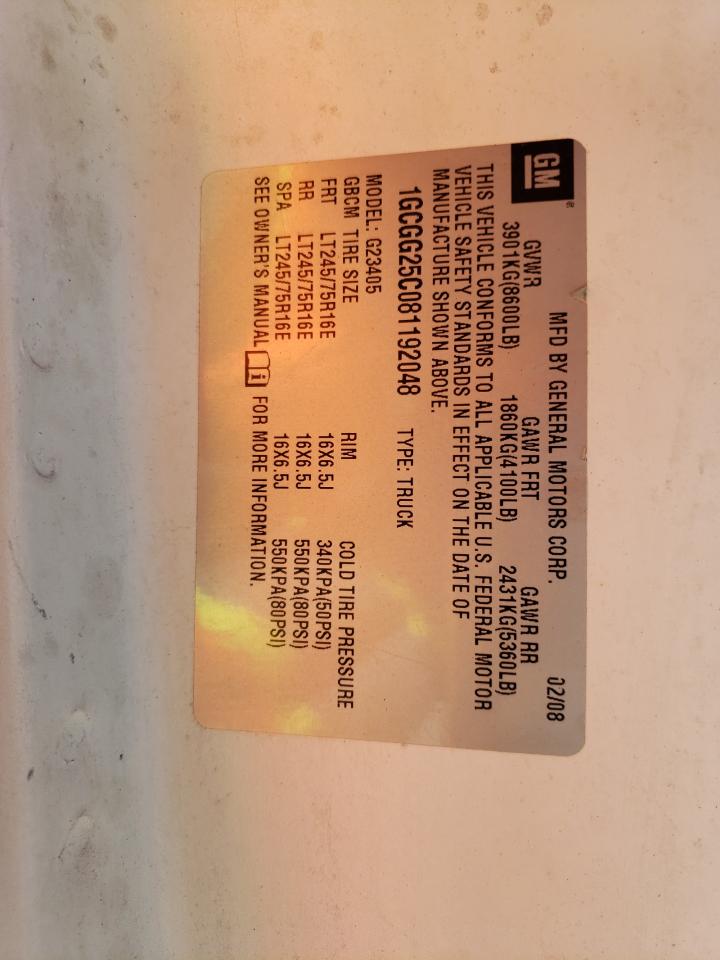 GM®
MFD BY GENERAL MOTORS CORP. 02/08
GVWR GAWR FRT GAWR RR
3901KG(8600LB) 1860KG(4100LB) 2431KG(5360LB)
THIS VEHICLE CONFORMS TO ALL APPLICABLE U.S. FEDERAL MOTOR
VEHICLE SAFETY STANDARDS IN EFFECT ON THE DATE OF
MANUFACTURE SHOWN ABOVE.
1GCGG25C081192048 TYPE: TRUCK
MODEL: G23405
GBCM TIRE SIZE RIM COLD TIRE PRESSURE
FRT LT245/75R16E 16X6.5J 340KPA(50PSI)
RR LT245/75R16E 16X6.5J 550KPA(80PSI)
SPA LT245/75R16E 16X6.5J 550KPA(80PSI)
SEE OWNER'S MANUAL i FOR MORE INFORMATION.